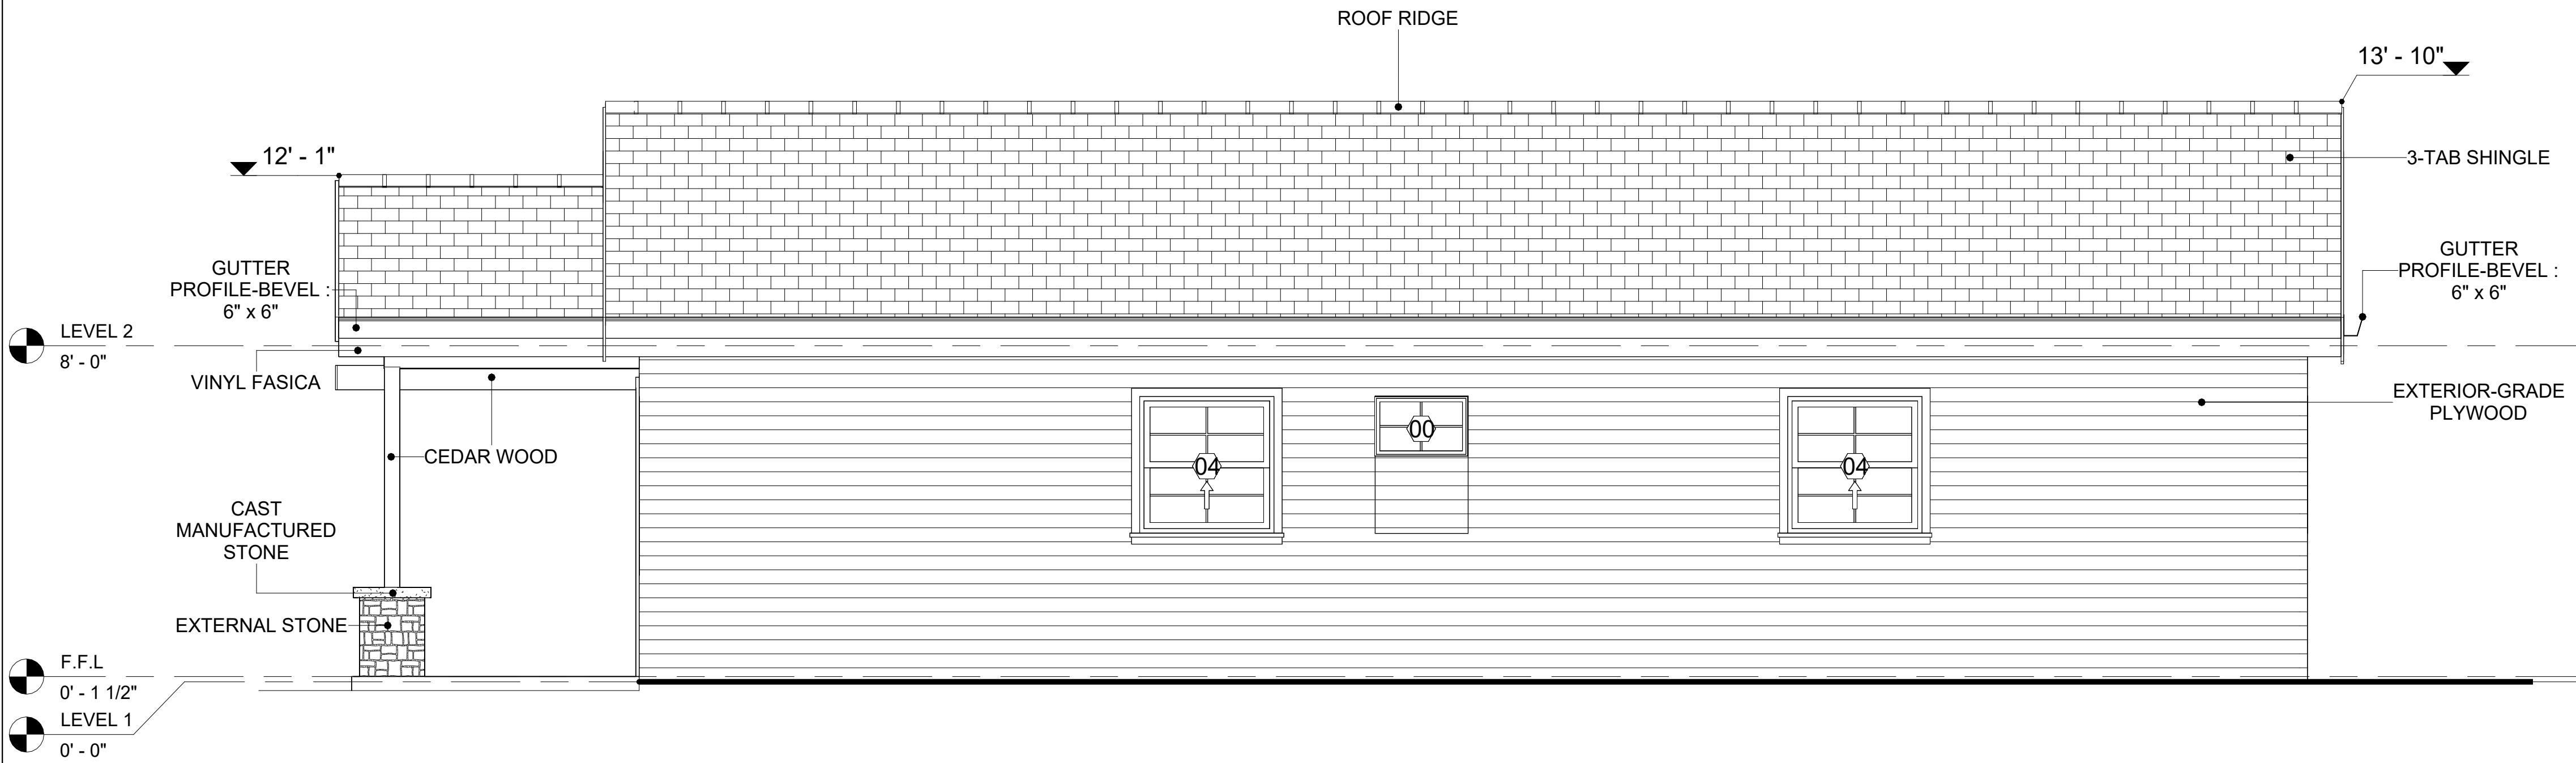 ROOF RIDGE
13' - 10"
12' - 1"
3-TAB SHINGLE
GUTTER
PROFILE-BEVEL :
6" x 6"
GUTTER
PROFILE-BEVEL :
6" x 6"
LEVEL 2
8' - 0"
VINYL FASICA
EXTERIOR-GRADE
PLYWOOD
00
04
04
CEDAR WOOD
CAST
MANUFACTURED
STONE
EXTERNAL STONE
F.F.L
0' - 1 1/2"
LEVEL 1
0' - 0"